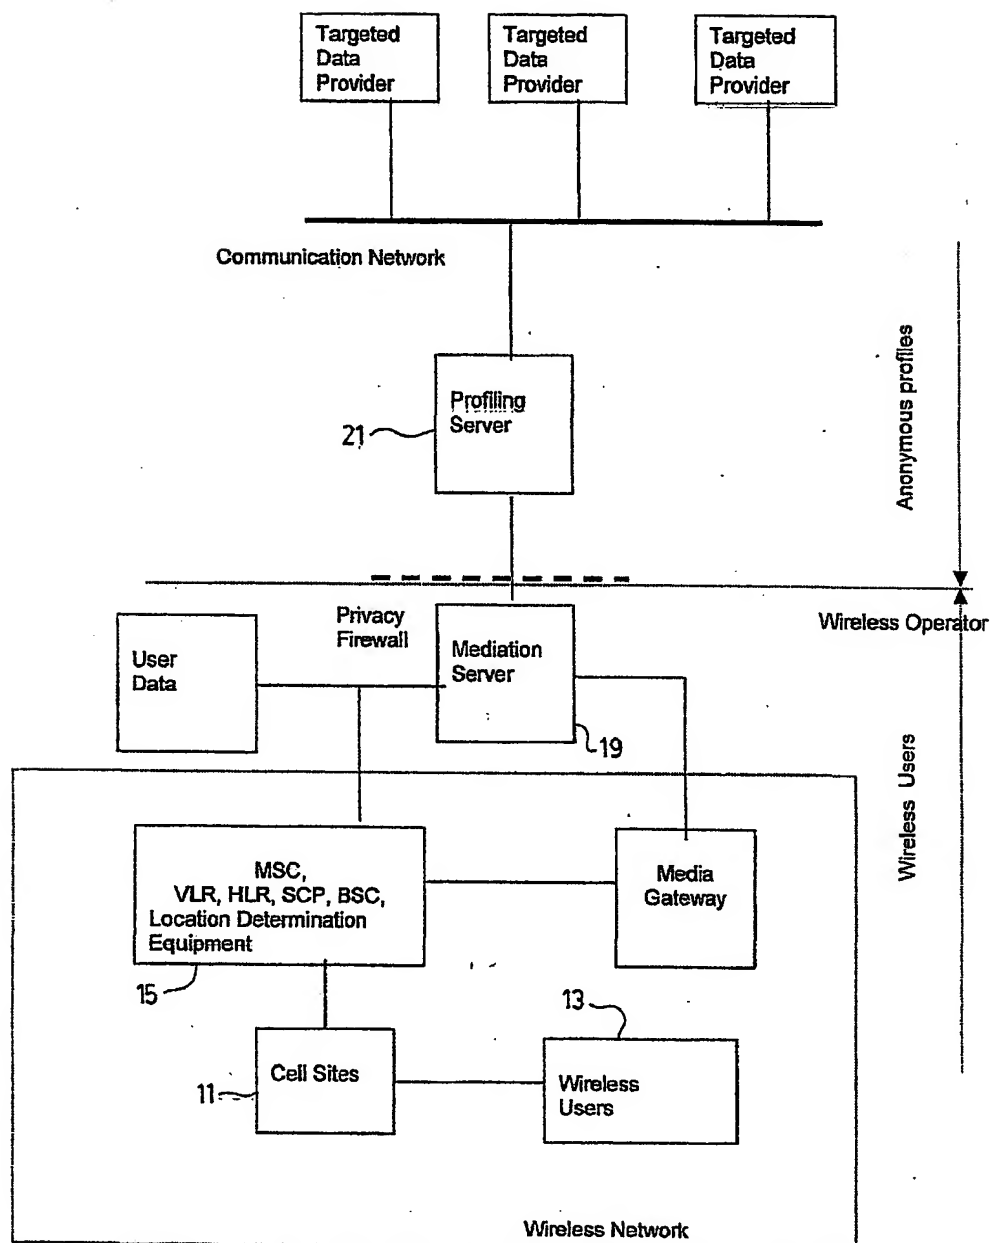 Targeted
Data
Provider
Targeted
Data
Provider
Targeted
Data
Provider
Communication Network
Anonymous profiles
Profiling
Server
21
Privacy
Firewall
Wireless Operator
User
Data
Mediation
Server
19
Wireless Users
MSC,
VLR, HLR, SCP, BSC,
Location Determination
Equipment
Media
Gateway
15
13
Cell Sites
11
Wireless
Users
Wireless Network